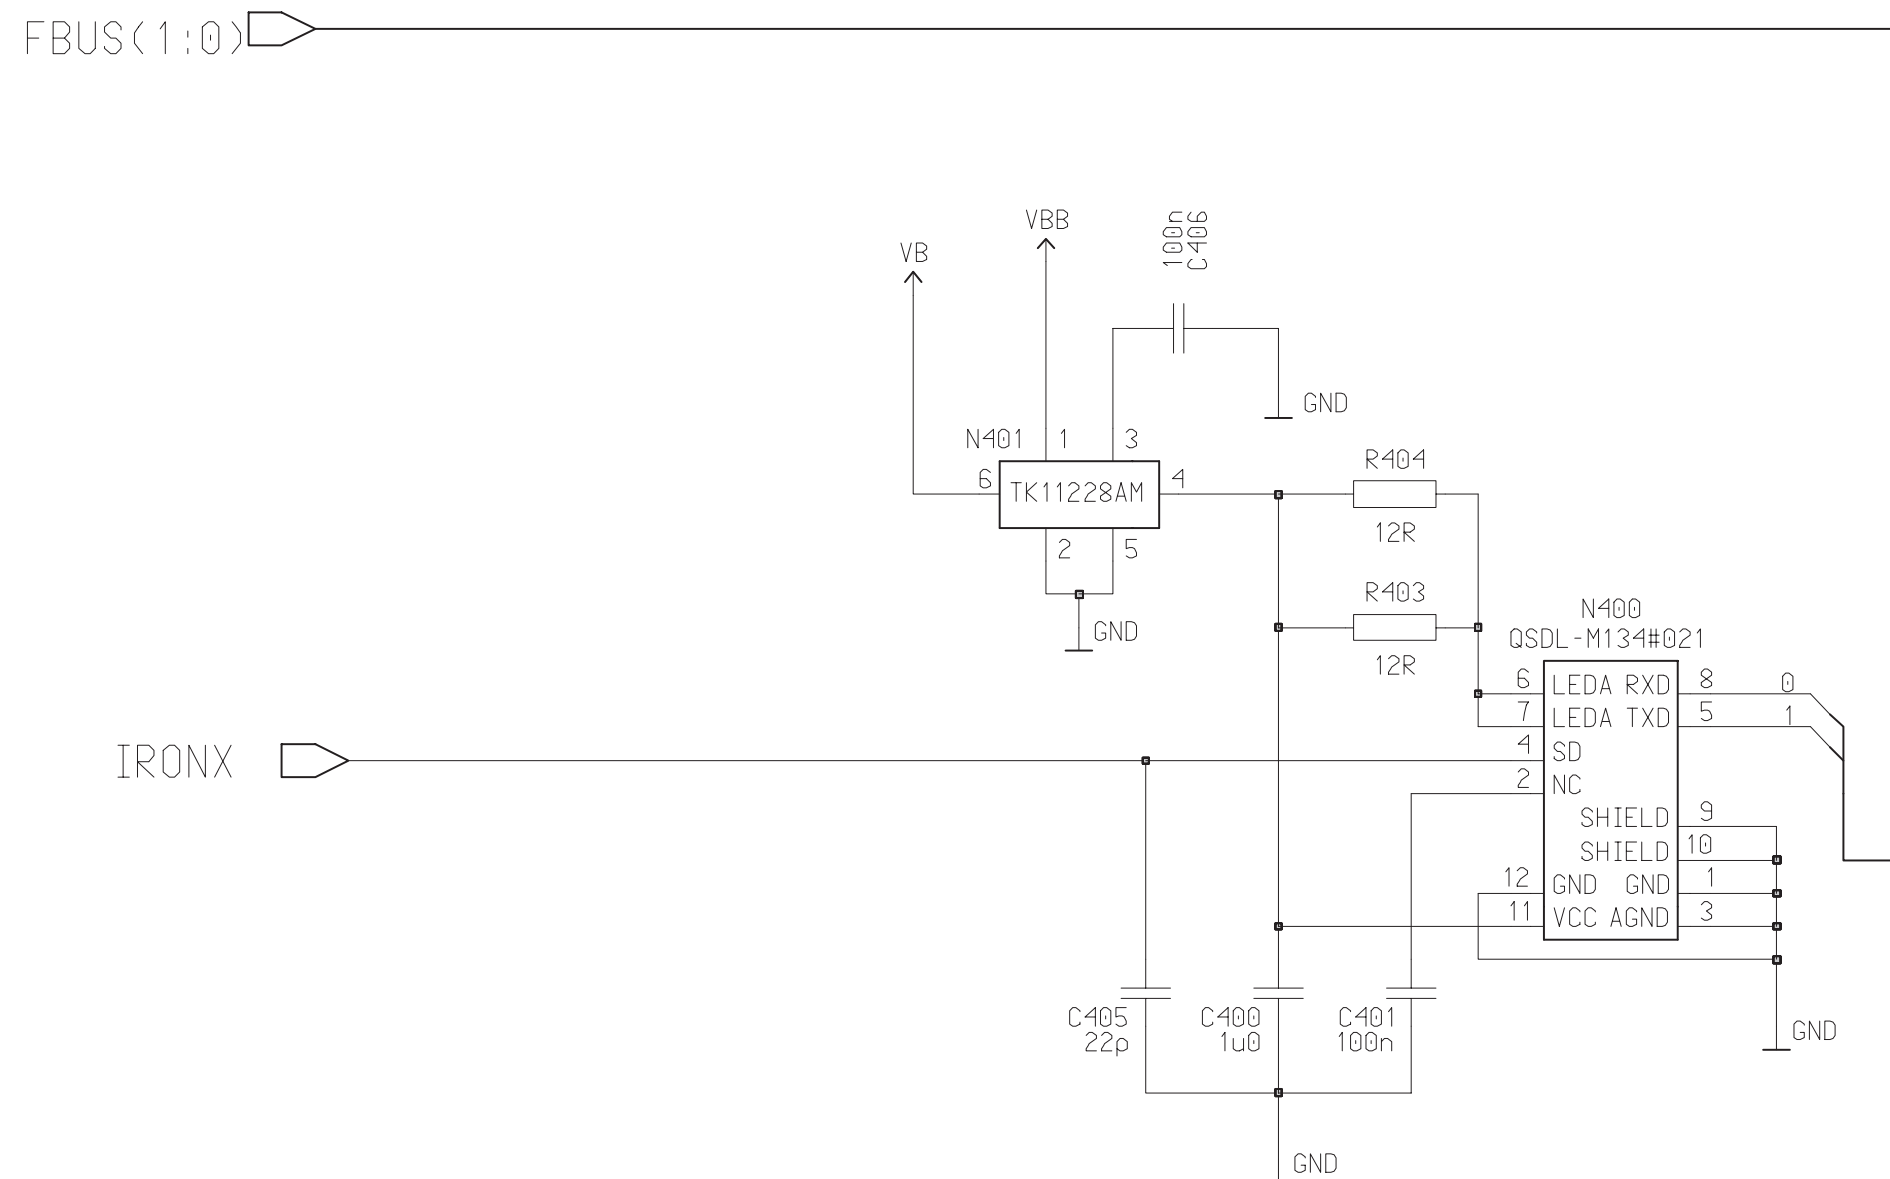 FBUS(1:0)
VBB
VB
100n
C406
GND
N401
1
3
6
TK11228AM
4
2
5
GND
R404
12R
R403
12R
N400
QSDL-M134#021
6
LEDA RXD
8
0
7
LEDA TXD
5
1
IRONX
4
SD
2
NC
SHIELD
9
SHIELD
10
12
GND GND
1
11
VCC AGND
3
C405
22p
C400
1u0
C401
100n
GND
GND